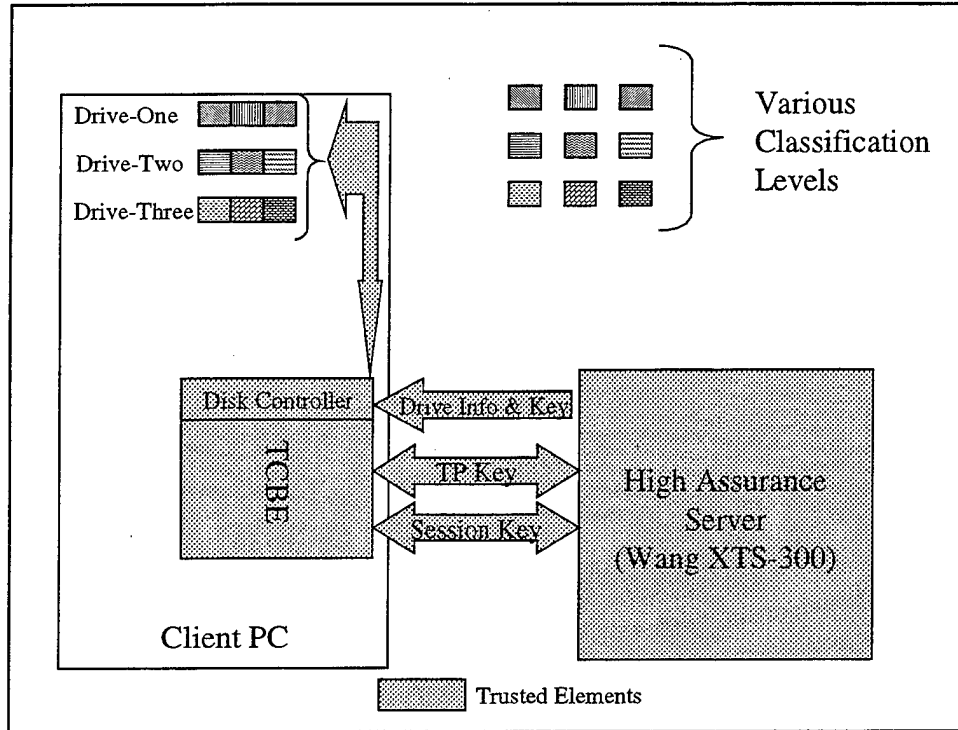 Drive-One
Drive-Two
Drive-Three
Various
Classification
Levels
Disk Controller
TCBE
Drive Info & Key
TP Key
Session Key
High Assurance
Server
(Wang XTS-300)
Client PC
Trusted Elements